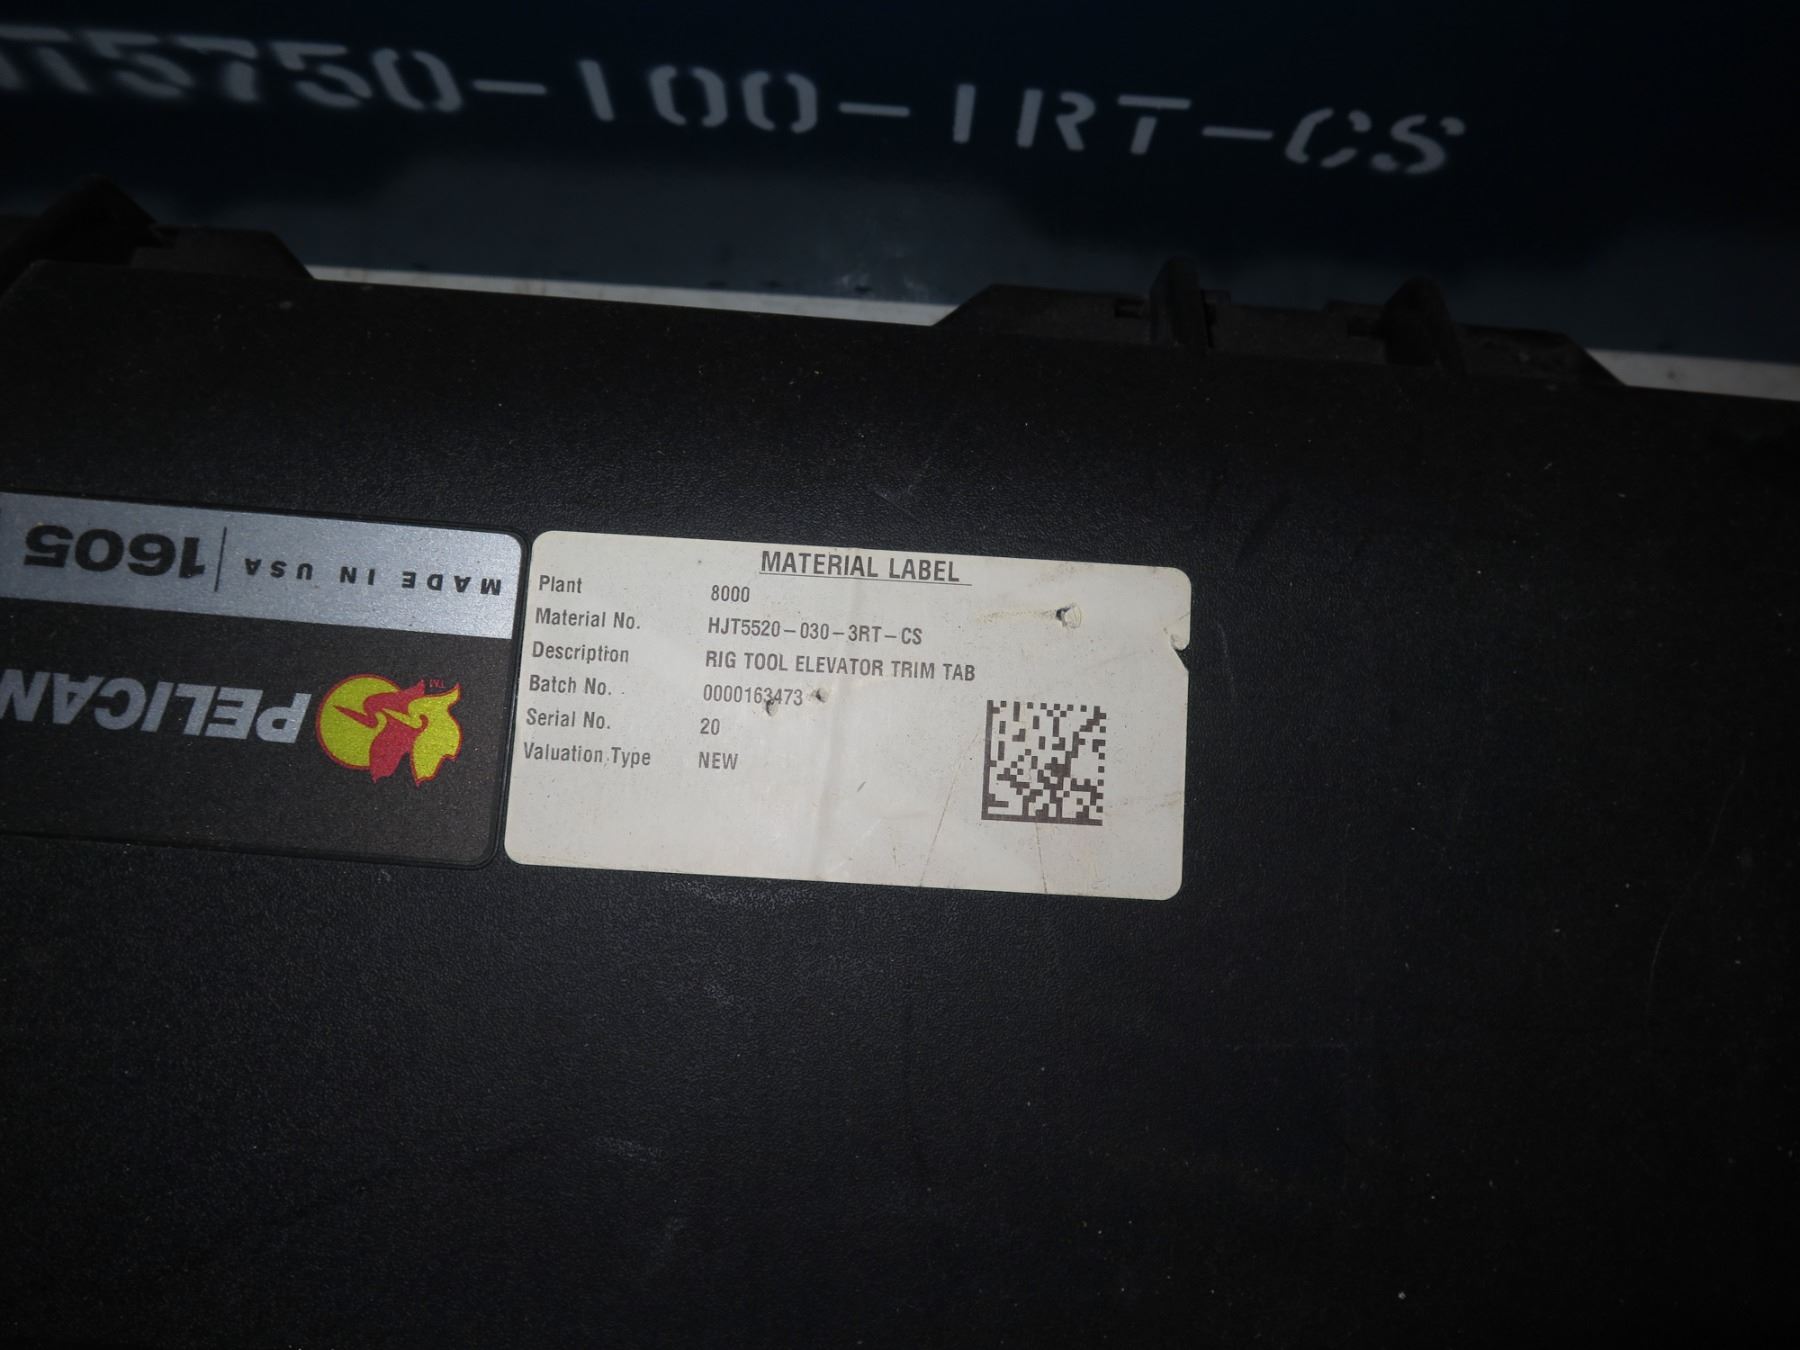 T5750-100-1RT-CS
MATERIAL LABEL
Plant 8000
Material No. HJT5520-030-3RT-CS
Description RIG TOOL ELEVATOR TRIM TAB
Batch No. 0000163473
Serial No. 20
Valuation Type NEW
PELICAN TM
MADE IN USA | 1605